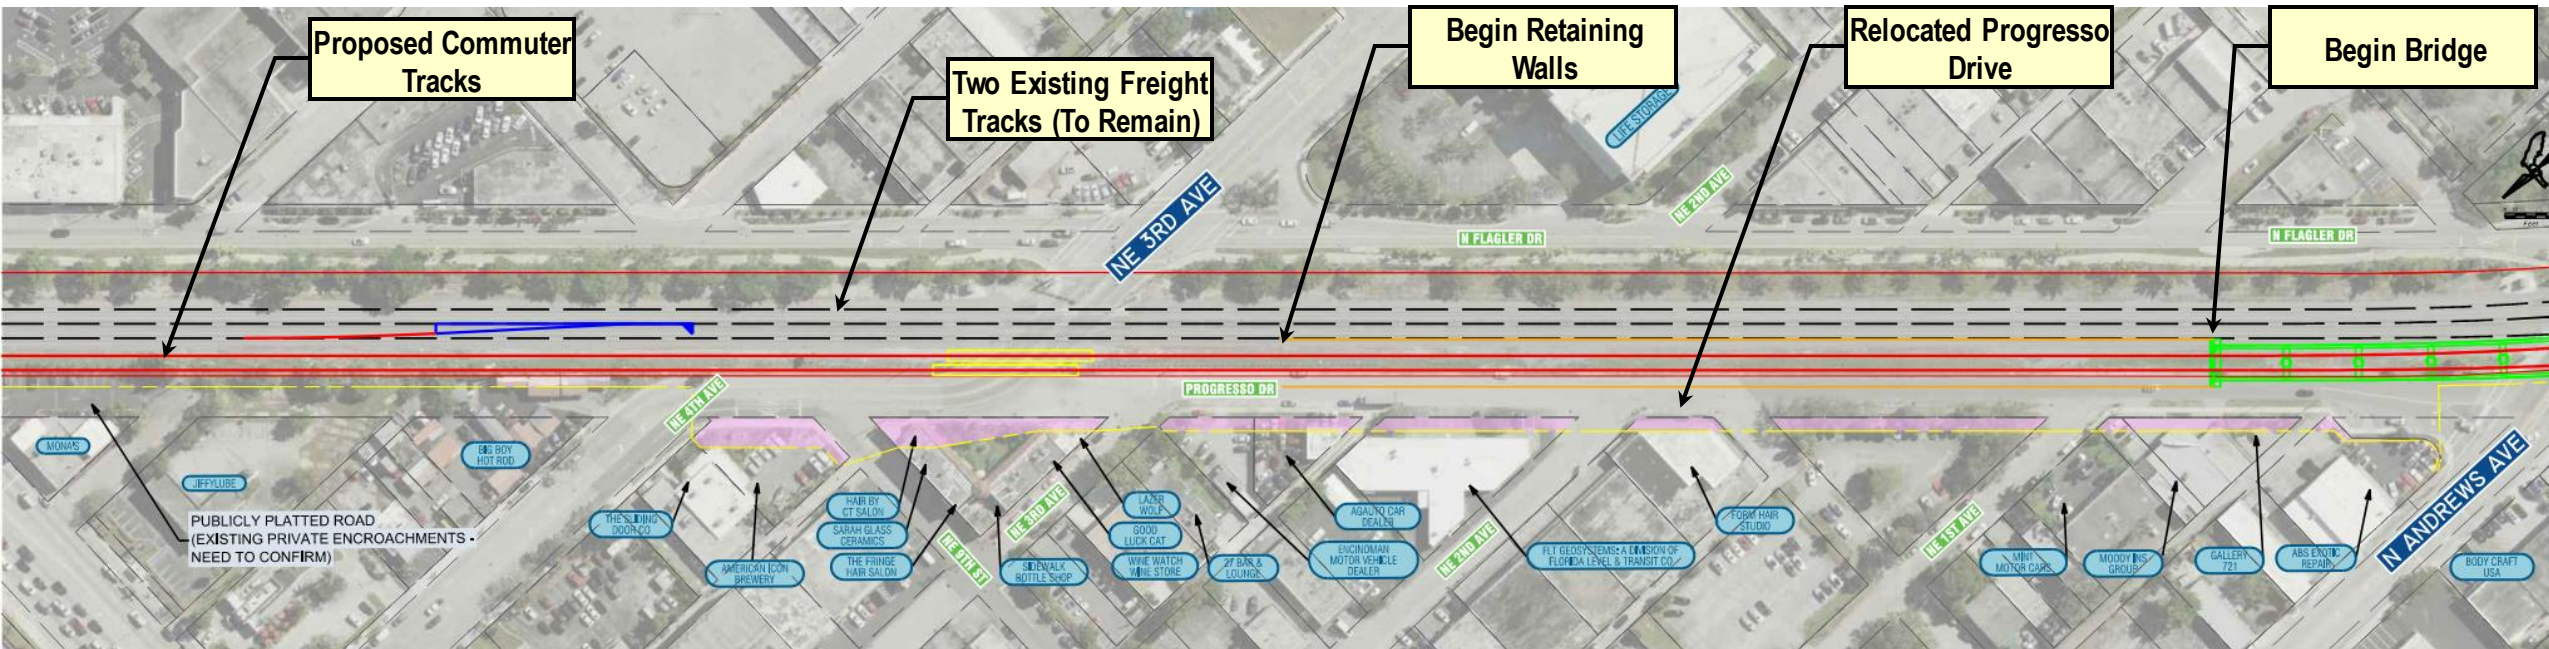 Proposed Commuter
Tracks
Two Existing Freight
Tracks (To Remain)
Begin Retaining
Walls
Relocated Progresso
Drive
Begin Bridge
LIFE STORAGE
NE 3RD AVE
NE 2ND AVE
N FLAGLER DR
N FLAGLER DR
Feet
NE 4TH AVE
PROGRESSO DR
MONA'S
JIFFYLUBE
BIG BOY
HOT ROD
PUBLICLY PLATTED ROAD
(EXISTING PRIVATE ENCROACHMENTS -
NEED TO CONFIRM)
THE SLIDING
DOOR CO
AMERICAN ICON
BREWERY
HAIR BY
CT SALON
SARAH GLASS
CERAMICS
THE FRINGE
HAIR SALON
NE 9TH ST
SIDEWALK
BOTTLE SHOP
NE 3RD AVE
LAZER
WOLF
GOOD
LUCK CAT
WINE WATCH
WINE STORE
27 BAR &
LOUNGE
AGAUTO CAR
DEALER
ENCINOMAN
MOTOR VEHICLE
DEALER
NE 2ND AVE
FLT GEOSYSTEMS: A DIVISION OF
FLORIDA LEVEL & TRANSIT CO
FORM HAIR
STUDIO
NE 1ST AVE
MINT
MOTOR CARS
MOODY INS
GROUP
GALLERY
721
ABS EXOTIC
REPAIR
N ANDREWS AVE
BODY CRAFT
USA